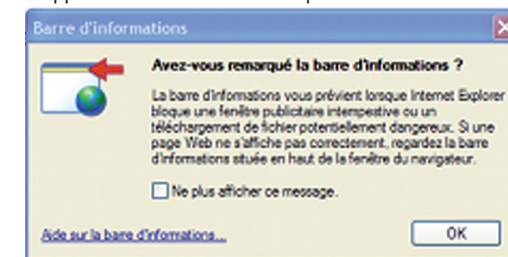 Barre d'informations
Avez-vous remarqué la barre d'informations ?
La barre d'informations vous prévient lorsque Internet Explorer
bloque une fenêtre publicitaire intempestive ou un
téléchargement de fichier potentiellement dangereux. Si une
page Web ne s'affiche pas correctement, regardez la barre
d'informations située en haut de la fenêtre du navigateur.
Ne plus afficher ce message.
Aide sur la barre d'informations...
OK